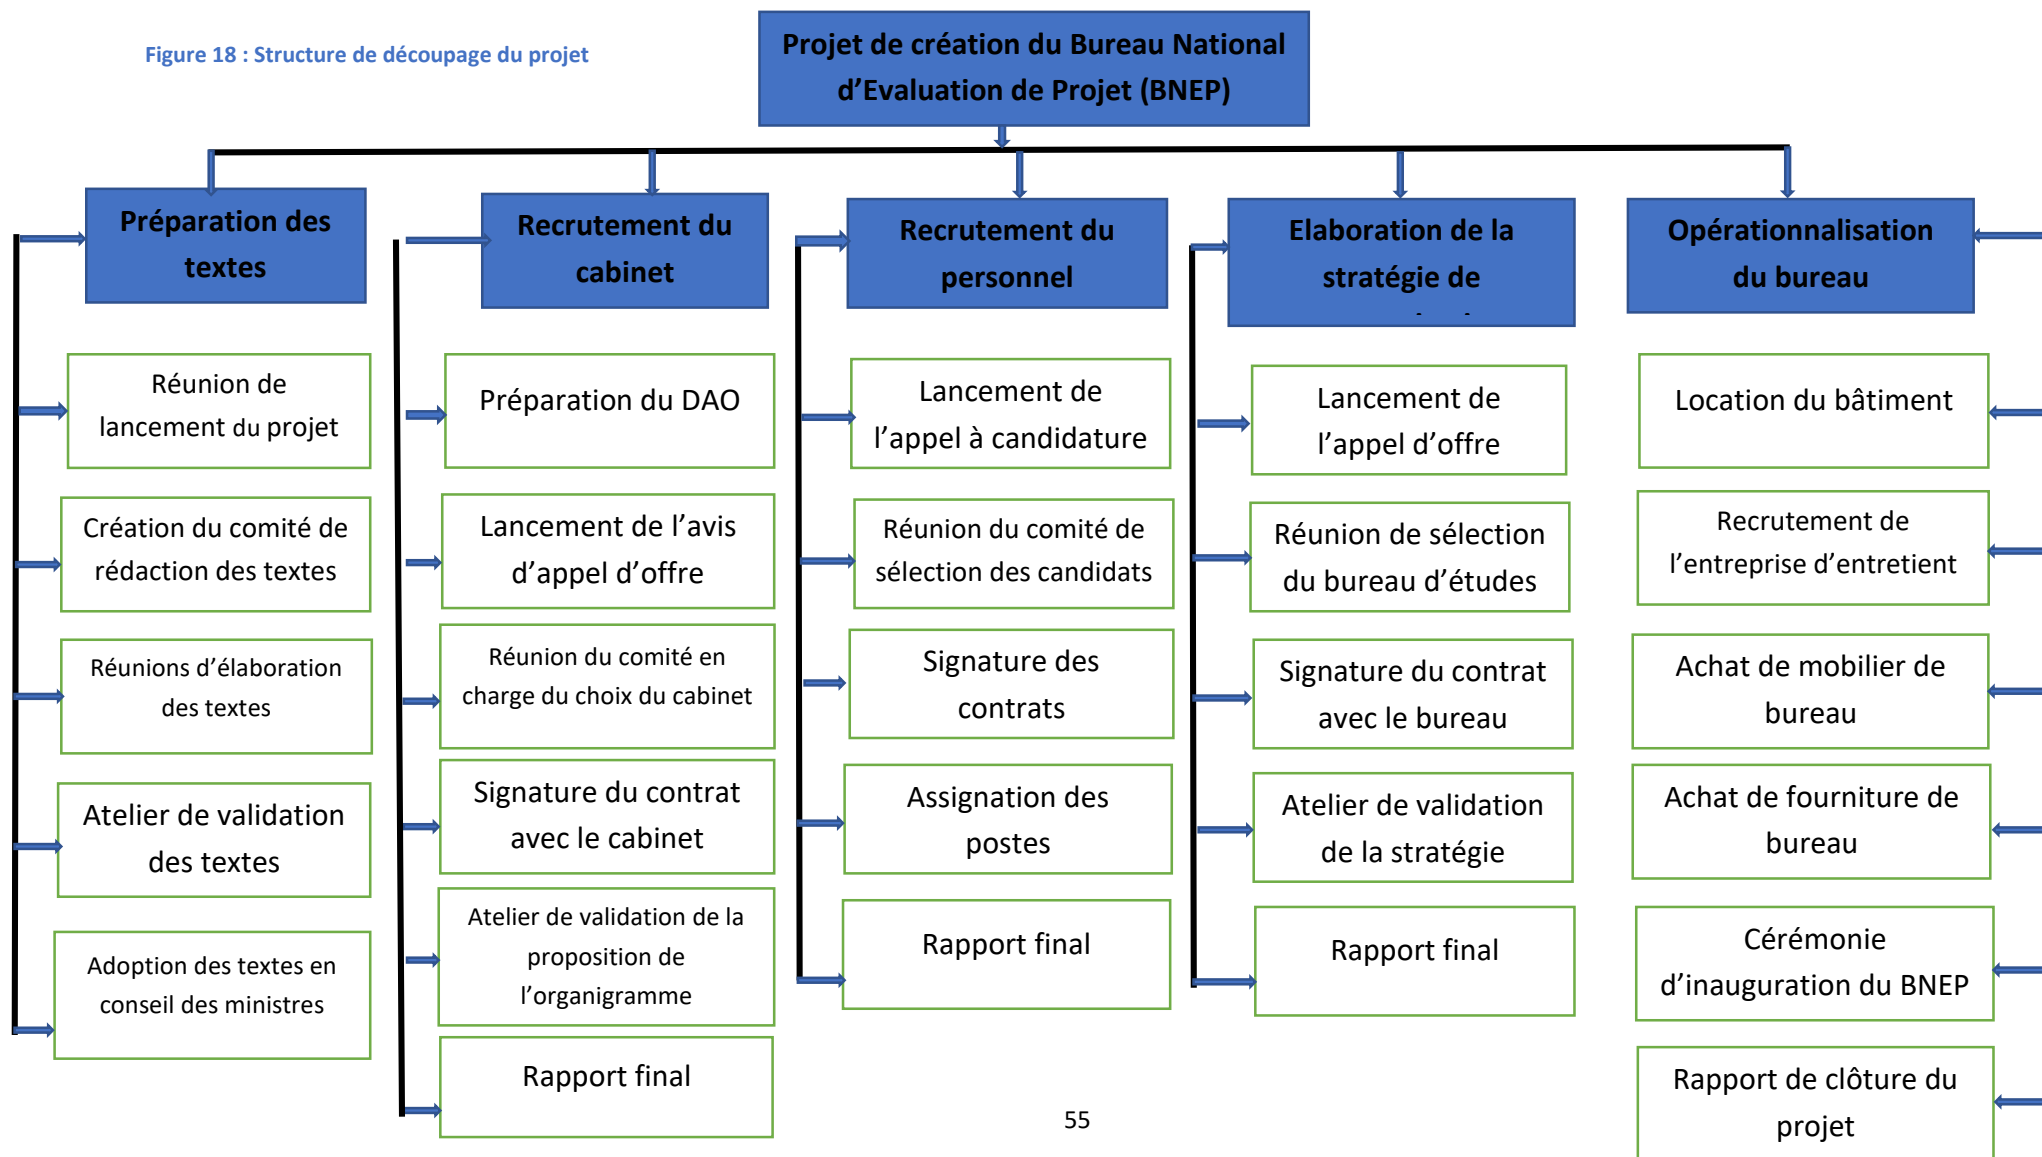 Figure 18 : Structure de découpage du projet
Projet de création du Bureau National
d’Evaluation de Projet (BNEP)
Préparation des
textes
Réunion de
lancement du projet
Création du comité de
rédaction des textes
Réunions d’élaboration
des textes
Atelier de validation
des textes
Adoption des textes en
conseil des ministres
Recrutement du
cabinet
Préparation du DAO
Lancement de l’avis
d’appel d’offre
Réunion du comité en
charge du choix du cabinet
Signature du contrat
avec le cabinet
Atelier de validation de la
proposition de
l’organigramme
Rapport final
Recrutement du
personnel
Lancement de
l’appel à candidature
Réunion du comité de
sélection des candidats
Signature des
contrats
Assignation des
postes
Rapport final
Elaboration de la
stratégie de
Lancement de
l’appel d’offre
Réunion de sélection
du bureau d’études
Signature du contrat
avec le bureau
Atelier de validation
de la stratégie
Rapport final
Opérationnalisation
du bureau
Location du bâtiment
Recrutement de
l’entreprise d’entretient
Achat de mobilier de
bureau
Achat de fourniture de
bureau
Cérémonie
d’inauguration du BNEP
Rapport de clôture du
projet
55